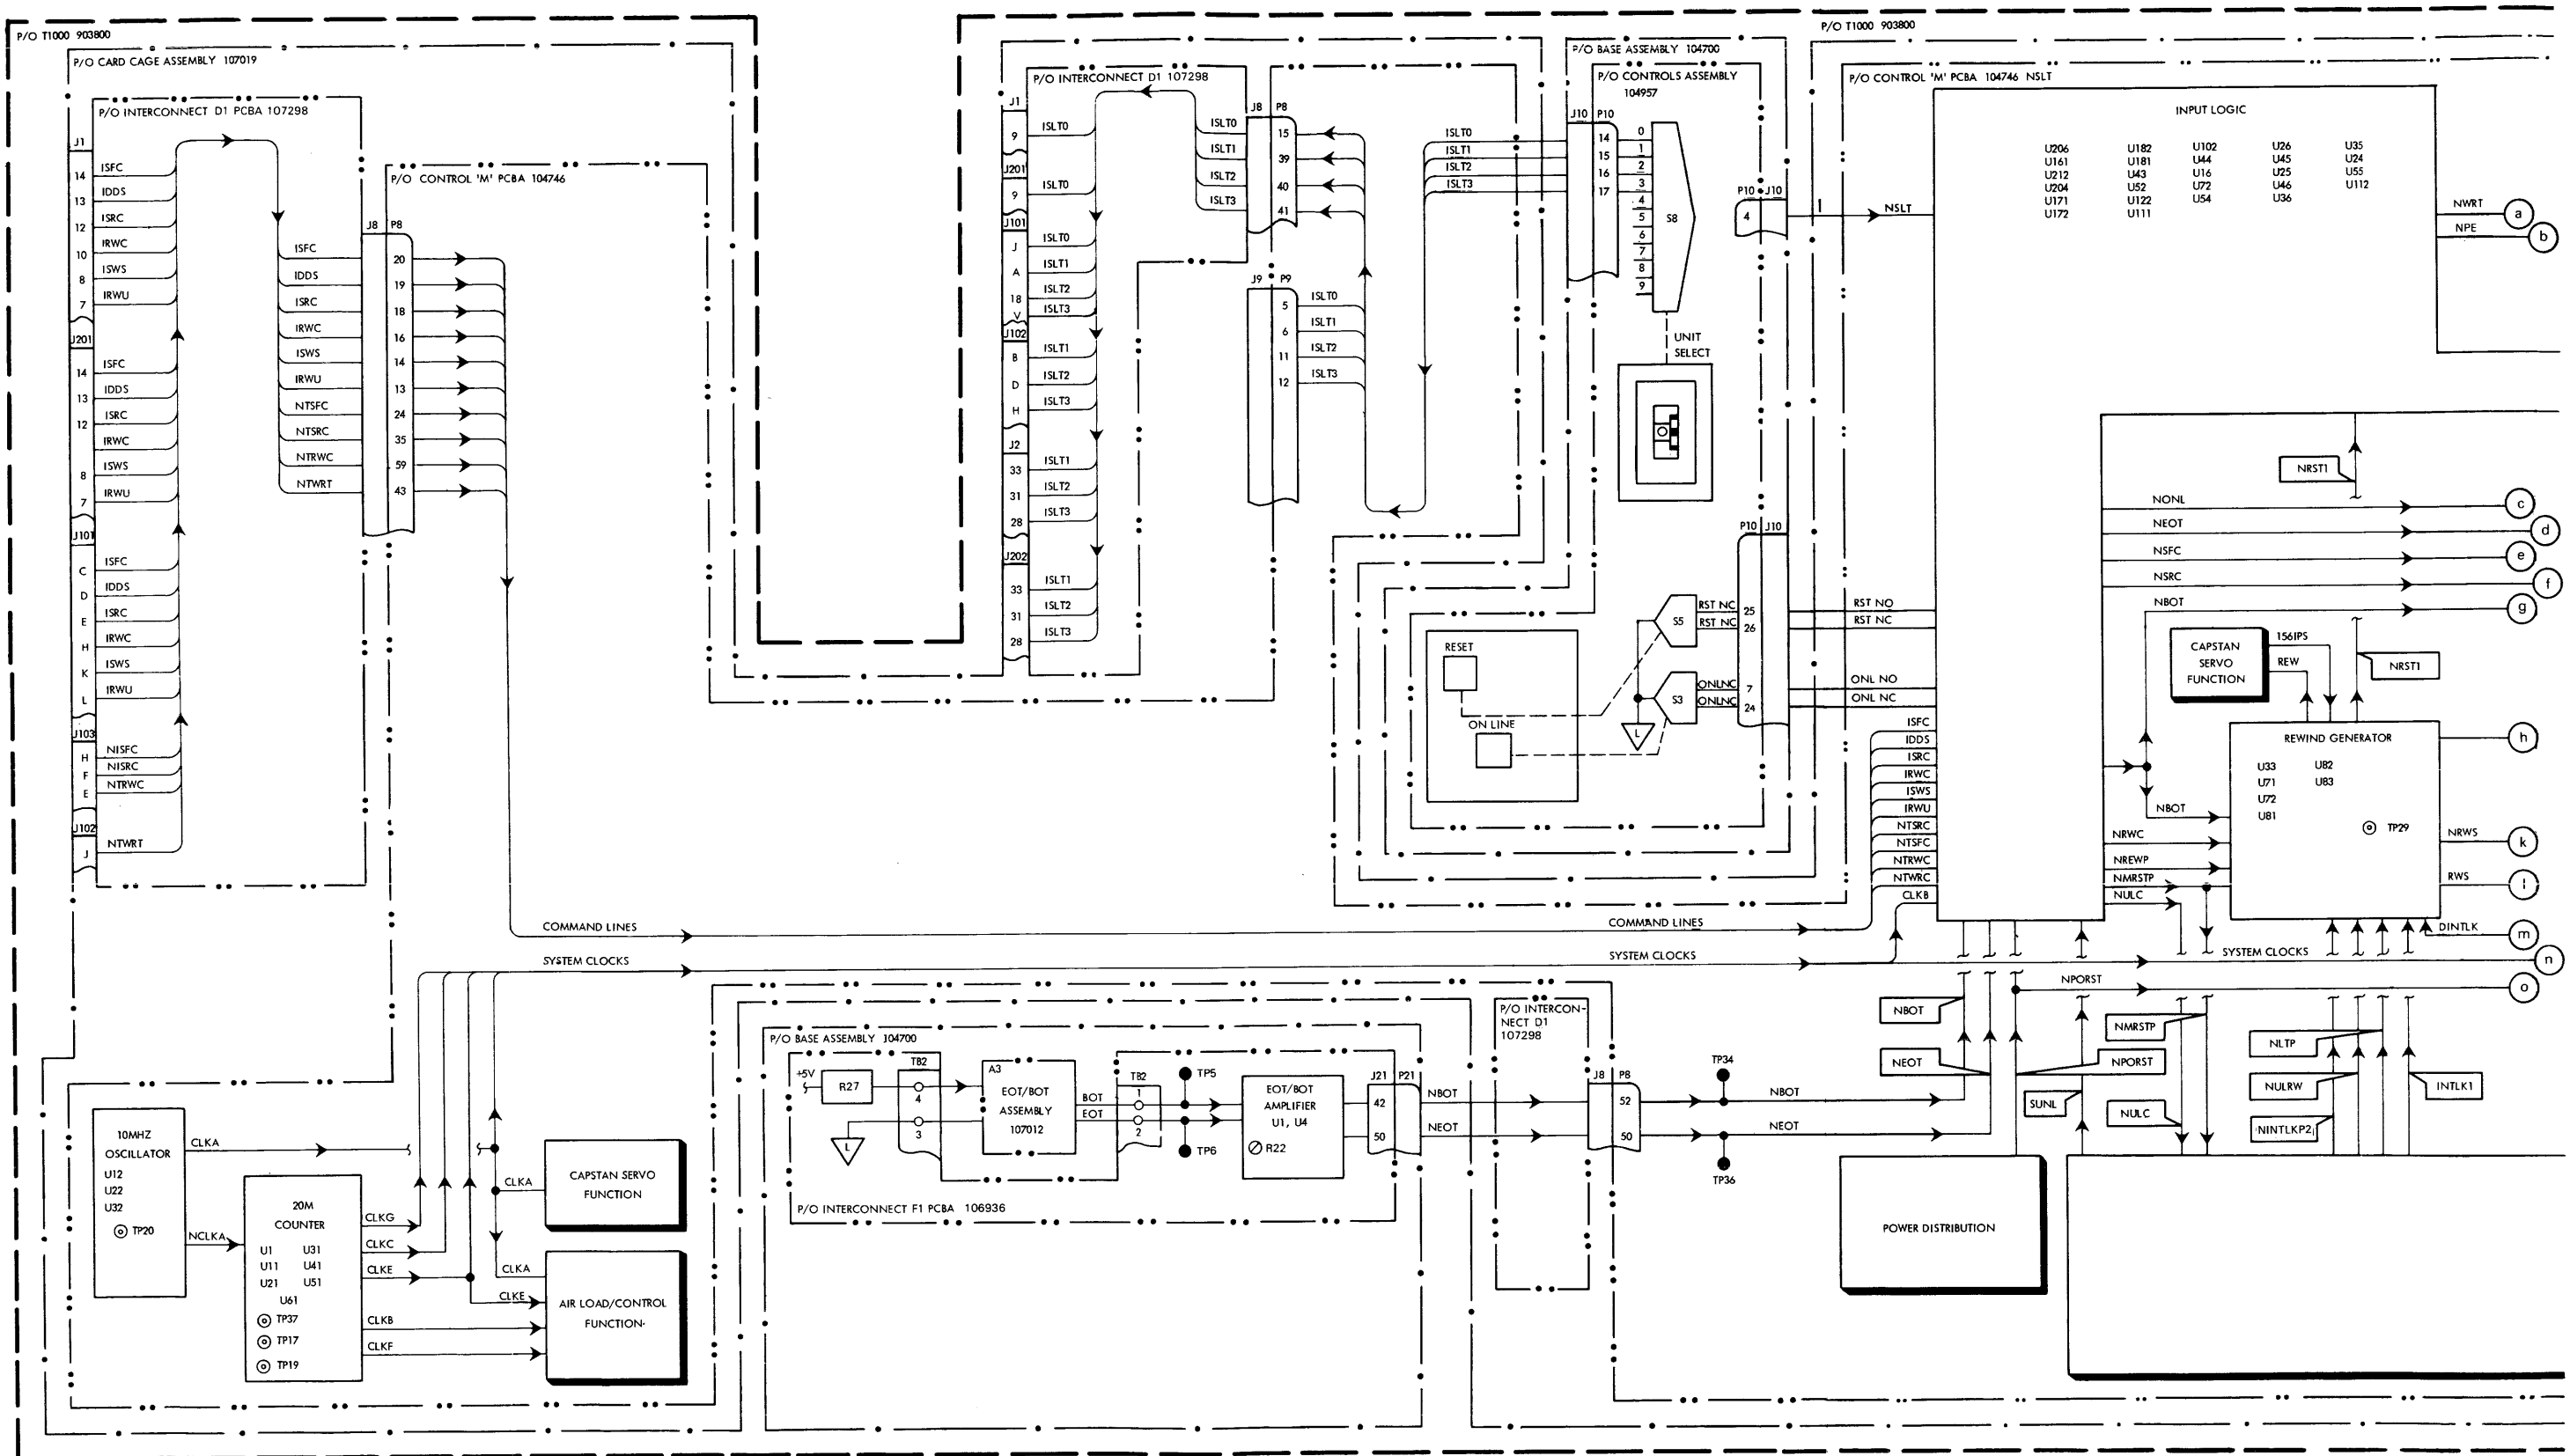 P/O T1000 903800
P/O CARD CAGE ASSEMBLY 107019
P/O INTERCONNECT D1 PCBA 107298
J1
14 ISFC
13 IDDS
12 ISRC
10 IRWC
8 ISWS
7 IRWU
J201
14 ISFC
13 IDDS
12 ISRC
IRWC
8 ISWS
7 IRWU
J101
C ISFC
D IDDS
E ISRC
H IRWC
K ISWS
L IRWU
J103
H NISFC
F NISRC
E NTRWC
J102
J NTWRT
P/O CONTROL 'M' PCBA 104746
J8 P8
ISFC 20
IDDS 19
ISRC 18
IRWC 16
ISWS 14
IRWU 13
NTSFC 24
NTSRC 35
NTRWC 59
NTWRT 43
COMMAND LINES
SYSTEM CLOCKS
10MHZ
OSCILLATOR
U12
U22
U32
TP20
CLKA
NCLKA
20M
COUNTER
U1 U31
U11 U41
U21 U51
U61
TP37
TP17
TP19
CLKG
CLKC
CLKE
CLKB
CLKF
CLKA
CAPSTAN SERVO
FUNCTION
CLKA
CLKE
AIR LOAD/CONTROL
FUNCTION
P/O INTERCONNECT D1 107298
J1
9 ISLT0
J201
9 ISLT0
J101
J ISLT0
A ISLT1
18 ISLT2
V ISLT3
J102
B ISLT1
D ISLT2
H ISLT3
J2
33 ISLT1
31 ISLT2
28 ISLT3
J202
33 ISLT1
31 ISLT2
28 ISLT3
J8 P8
ISLT0 15
ISLT1 39
ISLT2 40
ISLT3 41
J9 P9
5 ISLT0
6 ISLT1
11 ISLT2
12 ISLT3
ISLT0
ISLT1
ISLT2
ISLT3
P/O BASE ASSEMBLY 104700
P/O CONTROLS ASSEMBLY
104957
J10 P10
14
15
16
17
0
1
2
3
4
5
6
7
8
9
S8
UNIT
SELECT
P10 J10
4
NSLT
P10 J10
S5
RST NC 25
RST NC 26
RESET
S3
ONLNC 7
ONLNC 24
ON LINE
L
RST NO
RST NC
ONL NO
ONL NC
ISFC
IDDS
ISRC
IRWC
ISWS
IRWU
NTSRC
NTSFC
NTRWC
NTWRC
CLKB
COMMAND LINES
SYSTEM CLOCKS
P/O T1000 903800
P/O CONTROL 'M' PCBA 104746 NSLT
INPUT LOGIC
U206 U182 U102 U26 U35
U161 U181 U44 U45 U24
U212 U43 U16 U25 U55
U204 U52 U72 U46 U112
U171 U122 U54 U36
U172 U111
NWRT a
NPE b
NRST1
NONL c
NEOT d
NSFC e
NSRC f
NBOT g
CAPSTAN
SERVO
FUNCTION
156IPS
REW
NRST1
REWIND GENERATOR
U33 U82
U71 U83
U72
U81
TP29
h
NBOT
NRWC
NREWP
NMRSTP
NULC
NRWS k
RWS l
DINTLK m
SYSTEM CLOCKS n
NPORST o
P/O BASE ASSEMBLY 104700
+5V
R27
TB2
4
3
L
A3
EOT/BOT
ASSEMBLY
107012
BOT
EOT
TB2
1
2
TP5
TP6
EOT/BOT
AMPLIFIER
U1, U4
R22
J21 P21
42 NBOT
50 NEOT
P/O INTERCONNECT F1 PCBA 106936
P/O INTERCON-
NECT D1
107298
J8 P8
52
50
TP34
NBOT
NEOT
TP36
NBOT
NEOT
NPORST
SUNL
NMRSTP
NULC
NLTP
NULRW
NINTLKP2
INTLK1
POWER DISTRIBUTION